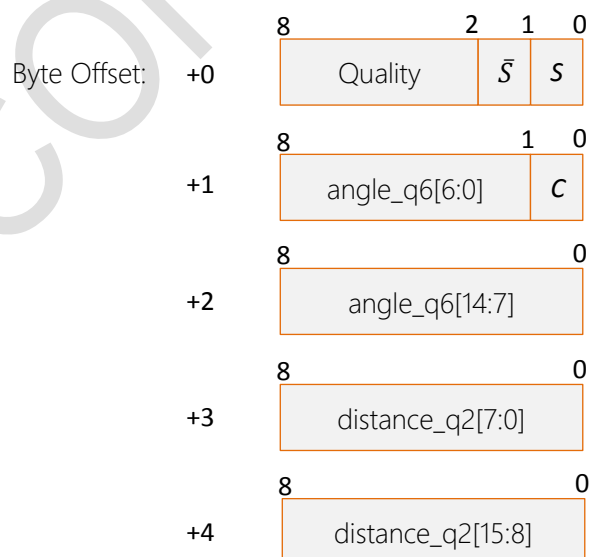 8 2 1 0
Byte Offset: +0 Quality S̄ S
8 1 0
+1 angle_q6[6:0] C
8 0
+2 angle_q6[14:7]
8 0
+3 distance_q2[7:0]
8 0
+4 distance_q2[15:8]